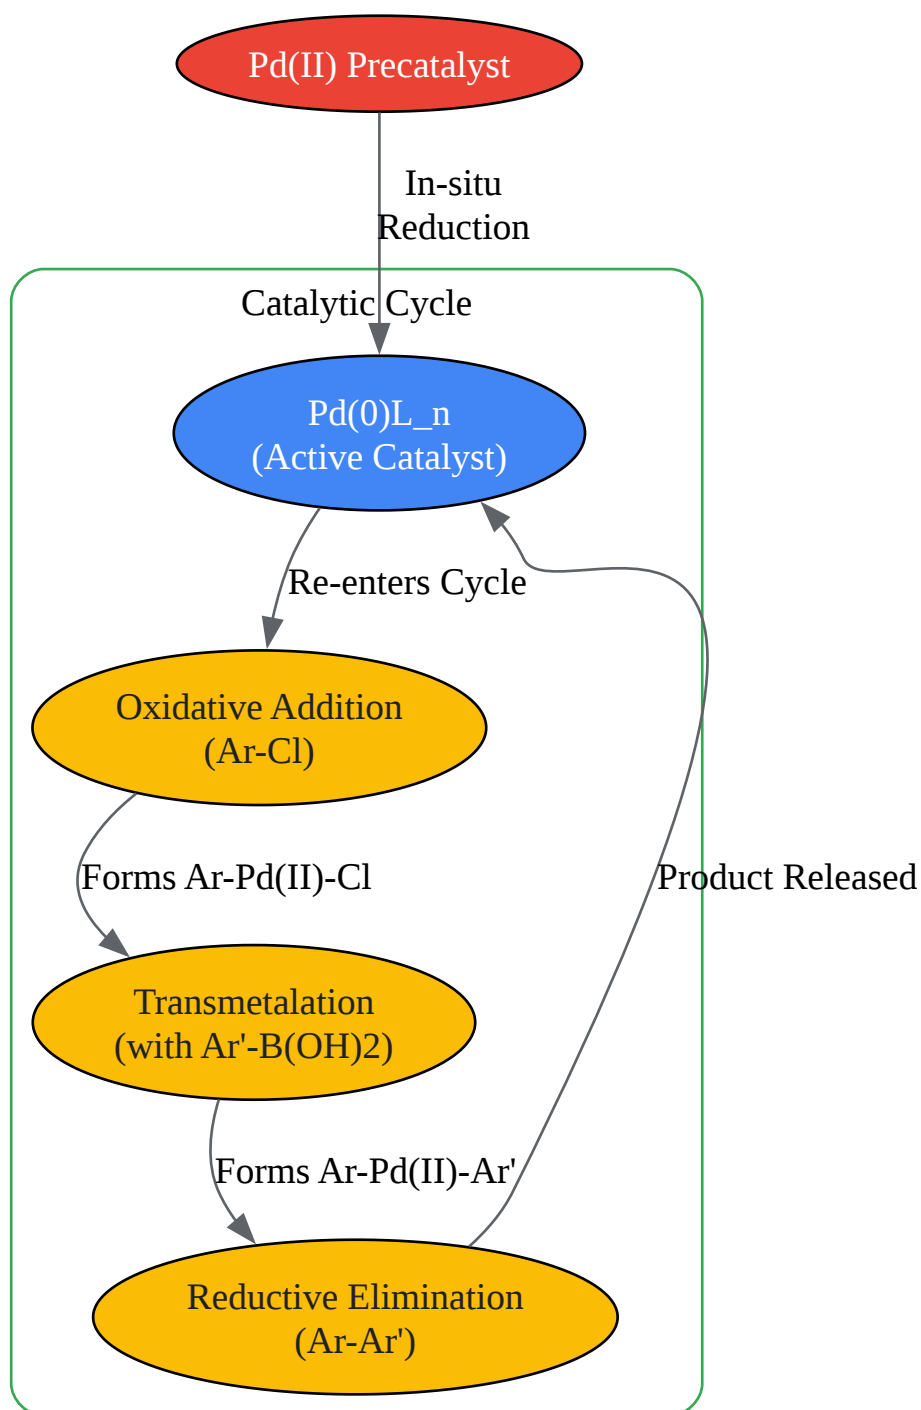 Pd(II) Precatalyst
In-situ
Reduction
Catalytic Cycle
Pd(0)L_n
(Active Catalyst)
Re-enters Cycle
Oxidative Addition
(Ar-Cl)
Forms Ar-Pd(II)-Cl
Product Released
Transmetalation
(with Ar'-B(OH)2)
Forms Ar-Pd(II)-Ar'
Reductive Elimination
(Ar-Ar')